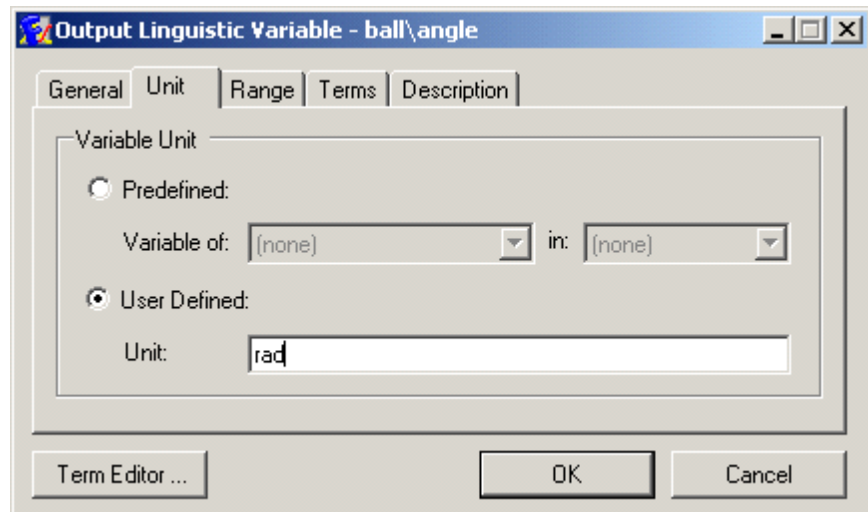 Output Linguistic Variable - ball\angle
General Unit Range Terms Description
Variable Unit
Predefined:
Variable of: (none) in: (none)
User Defined:
Unit: rad
Term Editor ... OK Cancel